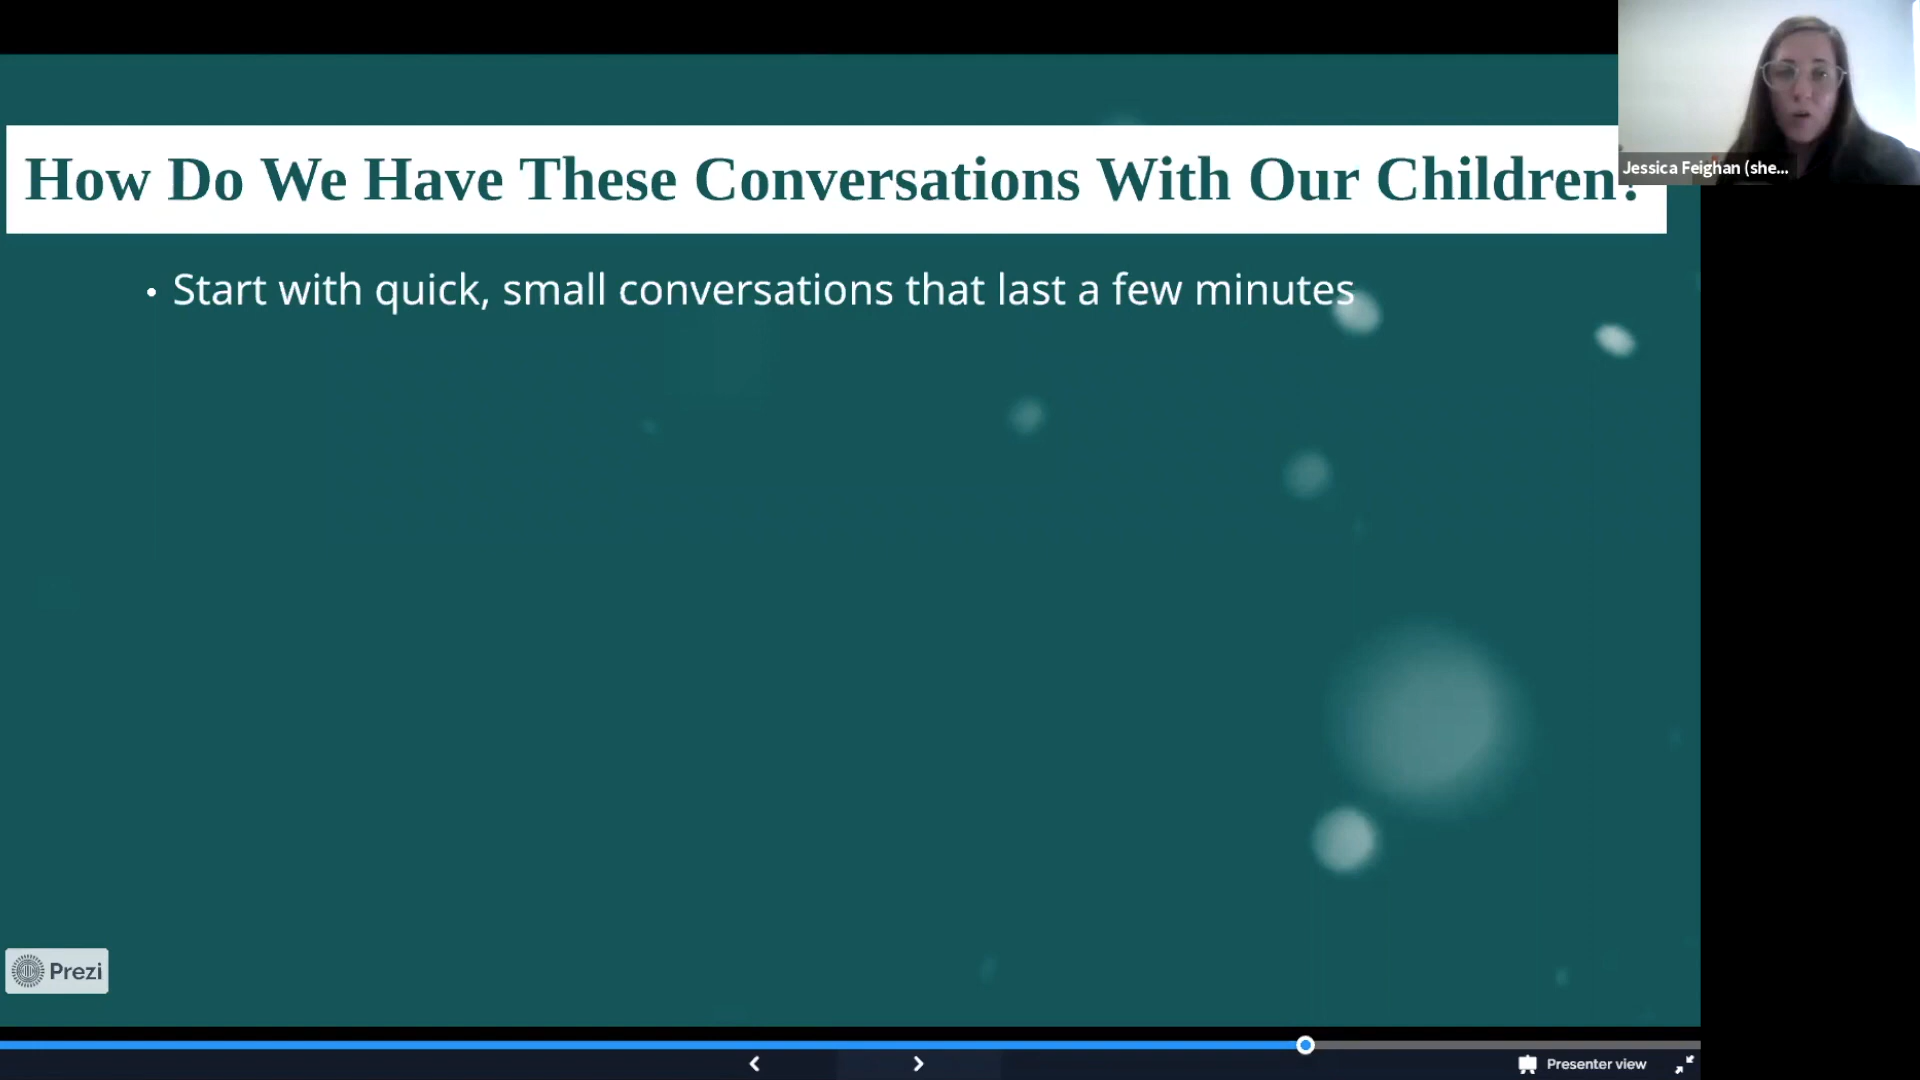 How Do We Have These Conversations With Our Children?
Jessica Feighan (she...
• Start with quick, small conversations that last a few minutes
Prezi
Presenter view